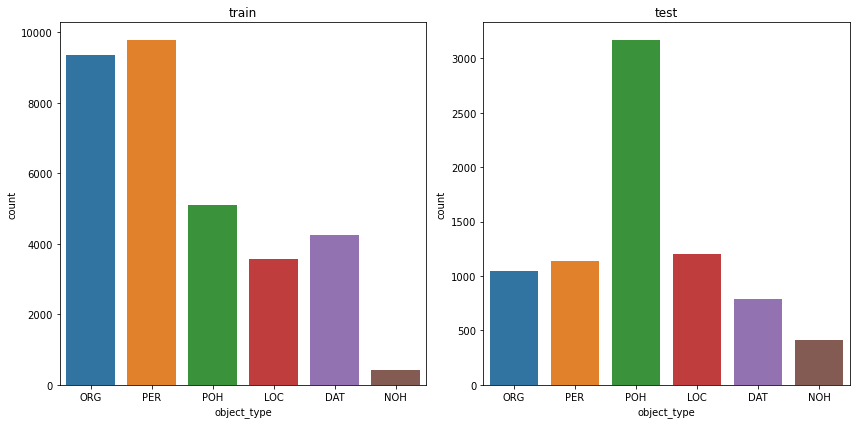 train
10000
8000
6000
4000
2000
0
count
ORG PER POH LOC DAT NOH
object_type
test
3000
2500
2000
1500
1000
500
0
count
ORG PER POH LOC DAT NOH
object_type